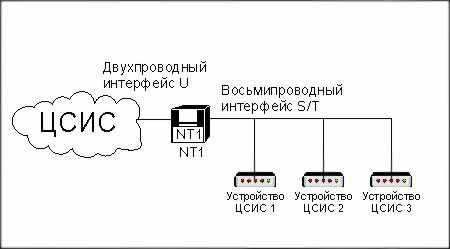 Двухпроводный
интерфейс U
Восьмипроводный
интерфейс S/T
ЦСИС
NT1
NT1
Устройство
ЦСИС 1
Устройство
ЦСИС 2
Устройство
ЦСИС 3